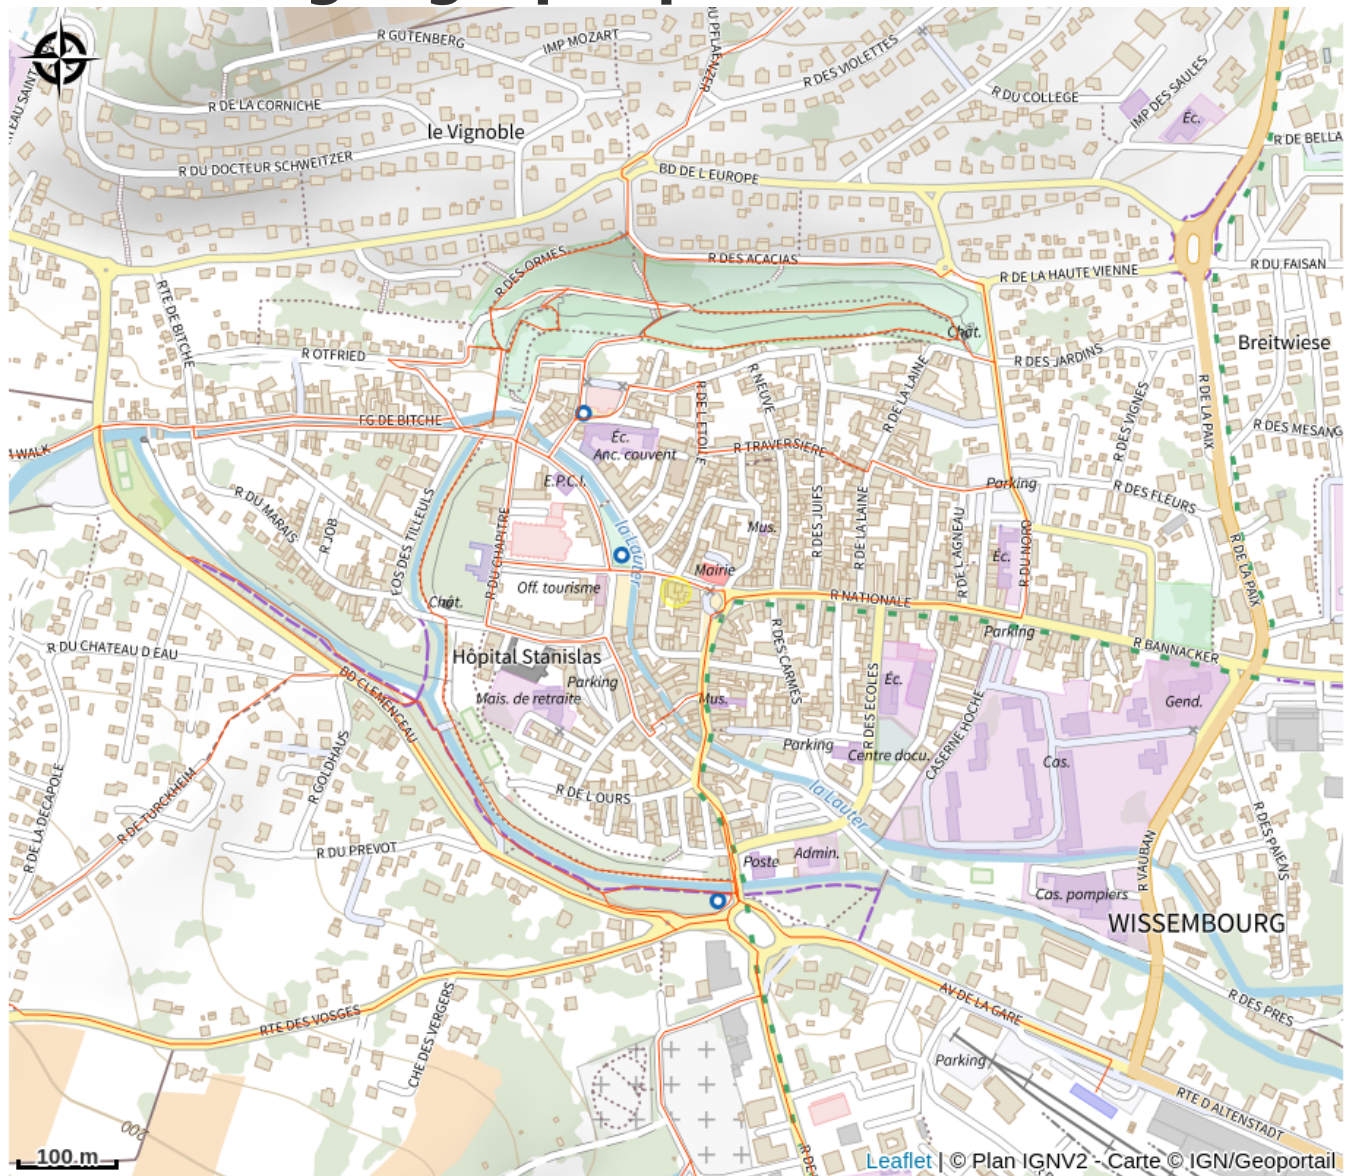 R GUTENBERG
IMP MOZART
DU PFLAENZER
R DES VIOLETTES
R DU COLLEGE
IMP DES SAULES
Éc.
R DE LA CORNICHE
le Vignoble
R DE BELLA
R DU DOCTEUR SCHWEITZER
BD DE L EUROPE
R DES ORMES
R DES ACACIAS
R DE LA HAUTE VIENNE
R DU FAISAN
RTE DE BITCHE
Chât.
Breitwiese
R OTFRIED
R DES JARDINS
R NEUVE
R DE LA LAINE
R DE L ETOILE
R DES VIGNES
R DE LA PAIX
FG DE BITCHE
Éc.
Anc. couvent
R TRAVERSIERE
R DES MESANG
WALK
E.P.C.I.
Parking
R DES FLEURS
R DU MARAIS
R JOB
FOS DES TILLEULS
R DU CHAPITRE
la Lauter
Mus.
R DES JUIFS
R DE LA LAINE
R DE L AGNEAU
Éc.
R DU NORD
R DE LA PAIX
Mairie
Off. tourisme
Chât.
R NATIONALE
Parking
R BANNACKER
R DU CHATEAU D EAU
Hôpital Stanislas
Parking
Mais. de retraite
Mus.
R DES CARMES
R DES ECOLES
Éc.
Gend.
BD CLEMENCEAU
Parking
Centre docu.
CASERNE HOCHE
Cas.
R GOLDHAUS
R DE LA DECAPOLE
R DE TURCKHEIM
R DE L'OURS
la Lauter
R DU PREVOT
Poste
Admin.
R VAUBAN
R DES PAIENS
Cas. pompiers
WISSEMBOURG
AV DE LA GARE
R DES PRES
RTE DES VOSGES
CHE DES VERGERS
Parking
RTE D ALTENSTADT
200
100 m
Leaflet | © Plan IGNV2 - Carte © IGN/Geoportail